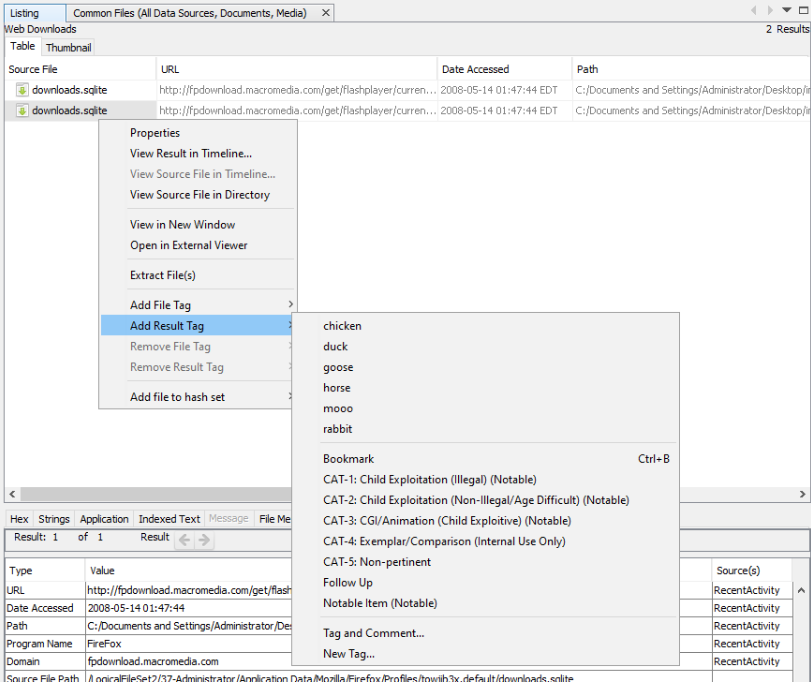 Listing Common Files (All Data Sources, Documents, Media) X
Web Downloads 2 Results
Table Thumbnail
Source File URL Date Accessed Path
downloads.sqlite http://fpdownload.macromedia.com/get/flashplayer/curren... 2008-05-14 01:47:44 EDT C:/Documents and Settings/Administrator/Desktop/ir
downloads.sqlite http://fpdownload.macromedia.com/get/flashplayer/curren... 2008-05-14 01:47:44 EDT C:/Documents and Settings/Administrator/Desktop/ir
Properties
View Result in Timeline...
View Source File in Timeline...
View Source File in Directory
View in New Window
Open in External Viewer
Extract File(s)
Add File Tag
Add Result Tag
Remove File Tag
Remove Result Tag
Add file to hash set
chicken
duck
goose
horse
mooo
rabbit
Bookmark Ctrl+B
CAT-1: Child Exploitation (Illegal) (Notable)
CAT-2: Child Exploitation (Non-Illegal/Age Difficult) (Notable)
CAT-3: CGI/Animation (Child Exploitive) (Notable)
CAT-4: Exemplar/Comparison (Internal Use Only)
CAT-5: Non-pertinent
Follow Up
Notable Item (Notable)
Tag and Comment...
New Tag...
Hex Strings Application Indexed Text Message File Me
Result: 1 of 1 Result
Type Value Source(s)
URL http://fpdownload.macromedia.com/get/flash RecentActivity
Date Accessed 2008-05-14 01:47:44 RecentActivity
Path C:/Documents and Settings/Administrator/Des RecentActivity
Program Name FireFox RecentActivity
Domain fpdownload.macromedia.com RecentActivity
Source File Path /LogicalFileSet2/37-Administrator/Application Data/Mozilla/Firefox/Profiles/towjib3x.default/downloads.sqlite